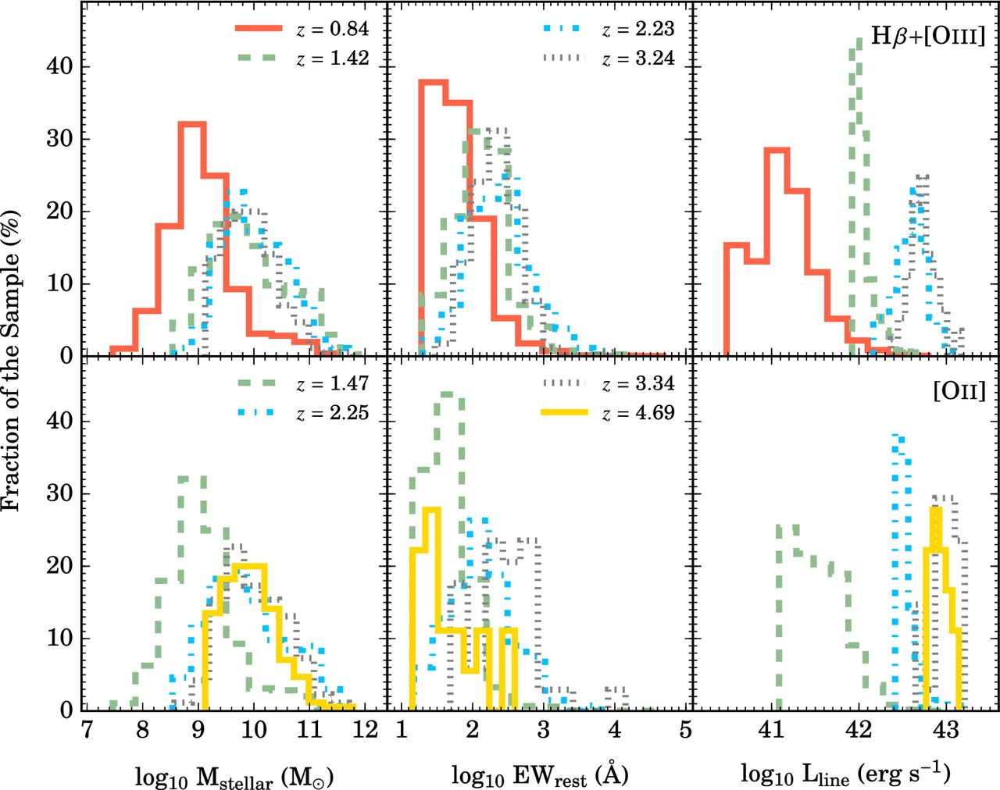 z = 0.84
z = 1.42
z = 2.23
z = 3.24
Hβ+[OIII]
40
30
20
10
0
Fraction of the Sample (%)
z = 1.47
z = 2.25
z = 3.34
z = 4.69
[OII]
40
30
20
10
0
7 8 9 10 11 12
1 2 3 4 5
41 42 43
log10 Mstellar (M⊙)
log10 EWrest (Å)
log10 Lline (erg s−1)